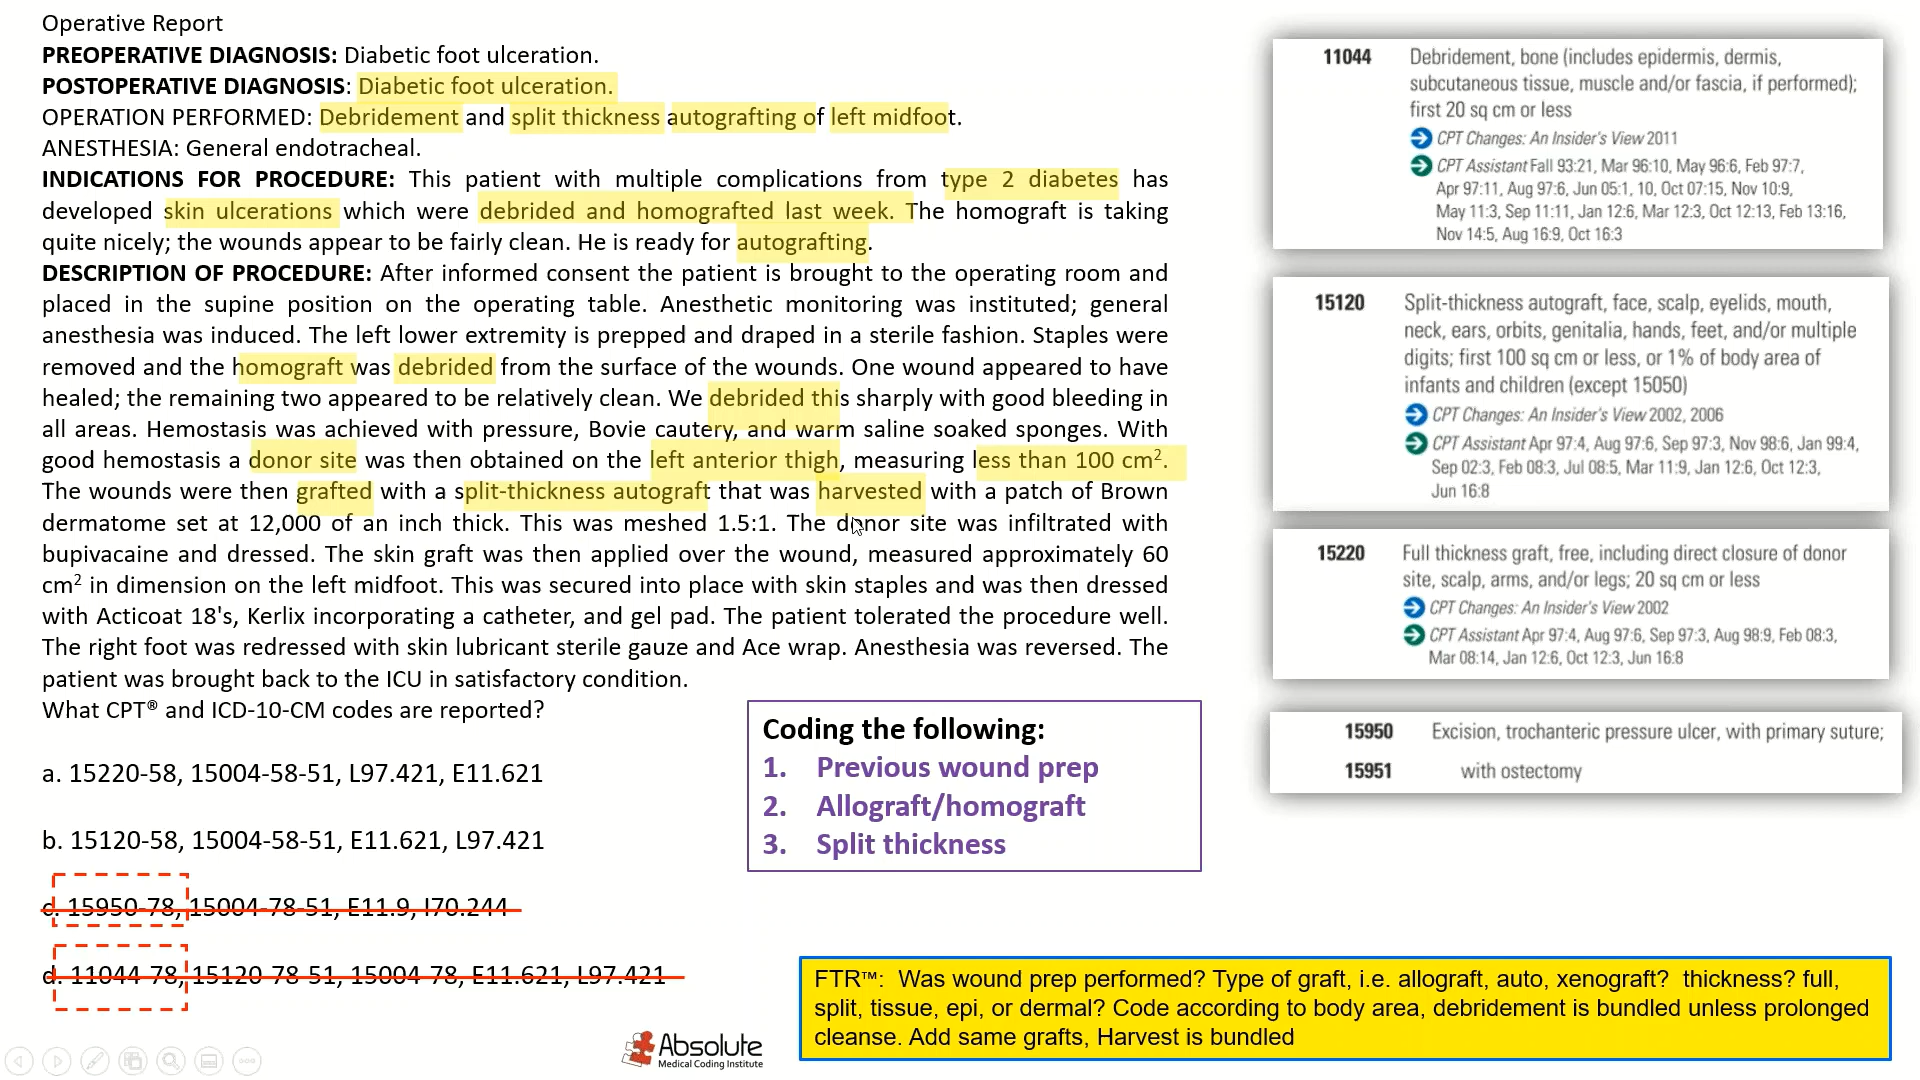 Operative Report
PREOPERATIVE DIAGNOSIS: Diabetic foot ulceration.
POSTOPERATIVE DIAGNOSIS: Diabetic foot ulceration.
OPERATION PERFORMED: Debridement and split thickness autografting of left midfoot.
ANESTHESIA: General endotracheal.
INDICATIONS FOR PROCEDURE: This patient with multiple complications from type 2 diabetes has
developed skin ulcerations which were debrided and homografted last week. The homograft is taking
quite nicely; the wounds appear to be fairly clean. He is ready for autografting.
DESCRIPTION OF PROCEDURE: After informed consent the patient is brought to the operating room and
placed in the supine position on the operating table. Anesthetic monitoring was instituted; general
anesthesia was induced. The left lower extremity is prepped and draped in a sterile fashion. Staples were
removed and the homograft was debrided from the surface of the wounds. One wound appeared to have
healed; the remaining two appeared to be relatively clean. We debrided this sharply with good bleeding in
all areas. Hemostasis was achieved with pressure, Bovie cautery, and warm saline soaked sponges. With
good hemostasis a donor site was then obtained on the left anterior thigh, measuring less than 100 cm².
The wounds were then grafted with a split-thickness autograft that was harvested with a patch of Brown
dermatome set at 12,000 of an inch thick. This was meshed 1.5:1. The donor site was infiltrated with
bupivacaine and dressed. The skin graft was then applied over the wound, measured approximately 60
cm² in dimension on the left midfoot. This was secured into place with skin staples and was then dressed
with Acticoat 18's, Kerlix incorporating a catheter, and gel pad. The patient tolerated the procedure well.
The right foot was redressed with skin lubricant sterile gauze and Ace wrap. Anesthesia was reversed. The
patient was brought back to the ICU in satisfactory condition.
What CPT® and ICD-10-CM codes are reported?
a. 15220-58, 15004-58-51, L97.421, E11.621
b. 15120-58, 15004-58-51, E11.621, L97.421
c. 15950-78, 15004-78-51, E11.9, I70.244
d. 11044-78, 15120-78-51, 15004-78, E11.621, L97.421
Coding the following:
1. Previous wound prep
2. Allograft/homograft
3. Split thickness
11044 Debridement, bone (includes epidermis, dermis,
subcutaneous tissue, muscle and/or fascia, if performed);
first 20 sq cm or less
CPT Changes: An Insider's View 2011
CPT Assistant Fall 93:21, Mar 96:10, May 96:6, Feb 97:7,
Apr 97:11, Aug 97:6, Jun 05:1, 10, Oct 07:15, Nov 10:9,
May 11:3, Sep 11:11, Jan 12:6, Mar 12:3, Oct 12:13, Feb 13:16,
Nov 14:5, Aug 16:9, Oct 16:3
15120 Split-thickness autograft, face, scalp, eyelids, mouth,
neck, ears, orbits, genitalia, hands, feet, and/or multiple
digits; first 100 sq cm or less, or 1% of body area of
infants and children (except 15050)
CPT Changes: An Insider's View 2002, 2006
CPT Assistant Apr 97:4, Aug 97:6, Sep 97:3, Nov 98:6, Jan 99:4,
Sep 02:3, Feb 08:3, Jul 08:5, Mar 11:9, Jan 12:6, Oct 12:3,
Jun 16:8
15220 Full thickness graft, free, including direct closure of donor
site, scalp, arms, and/or legs; 20 sq cm or less
CPT Changes: An Insider's View 2002
CPT Assistant Apr 97:4, Aug 97:6, Sep 97:3, Aug 98:9, Feb 08:3,
Mar 08:14, Jan 12:6, Oct 12:3, Jun 16:8
15950 Excision, trochanteric pressure ulcer, with primary suture;
15951 with ostectomy
FTR™: Was wound prep performed? Type of graft, i.e. allograft, auto, xenograft? thickness? full,
split, tissue, epi, or dermal? Code according to body area, debridement is bundled unless prolonged
cleanse. Add same grafts, Harvest is bundled
Absolute
Medical Coding Institute